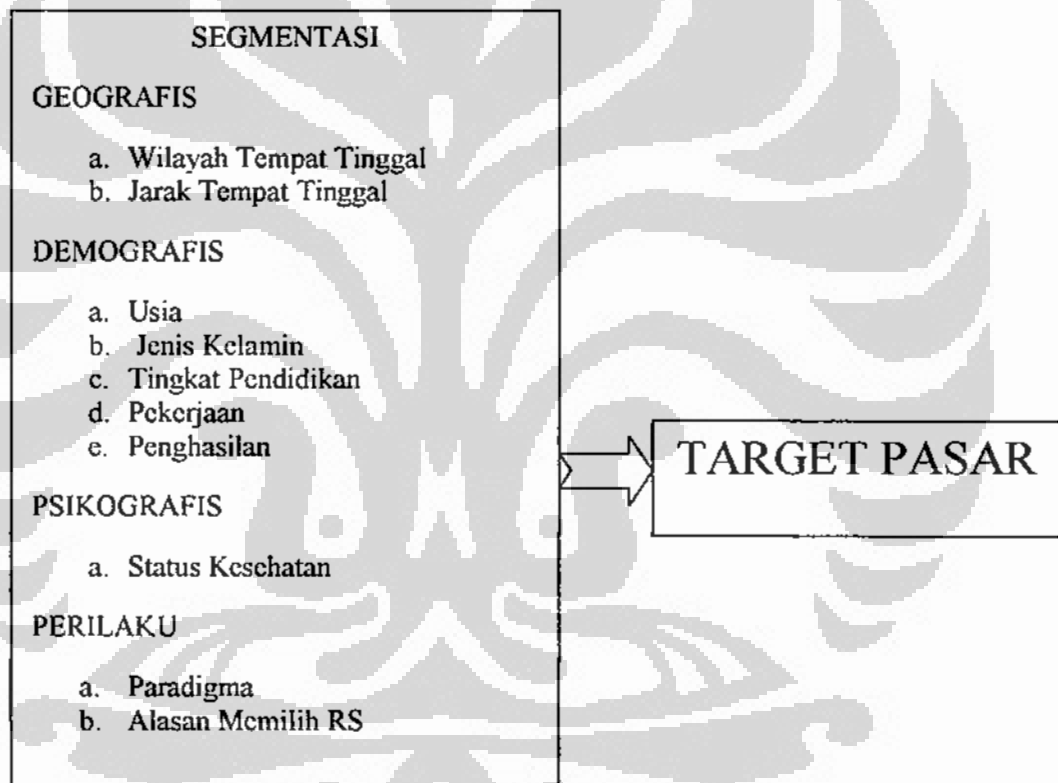 SEGMENTASI
GEOGRAFIS
a. Wilayah Tempat Tinggal
b. Jarak Tempat Tinggal
DEMOGRAFIS
a. Usia
b. Jenis Kelamin
c. Tingkat Pendidikan
d. Pekerjaan
e. Penghasilan
PSIKOGRAFIS
a. Status Kesehatan
PERILAKU
a. Paradigma
b. Alasan Memilih RS
TARGET PASAR